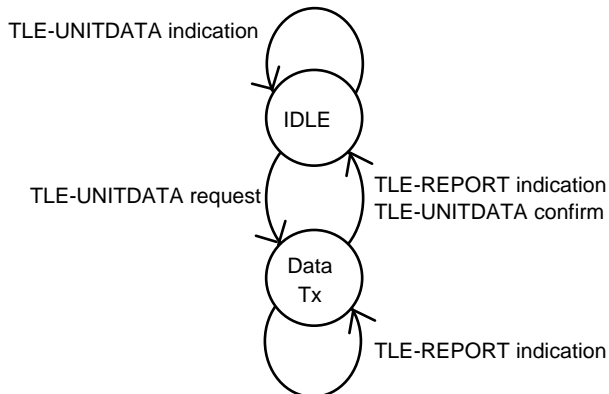 TLE-UNITDATA indication
IDLE
TLE-UNITDATA request
TLE-REPORT indication
TLE-UNITDATA confirm
Data
Tx
TLE-REPORT indication